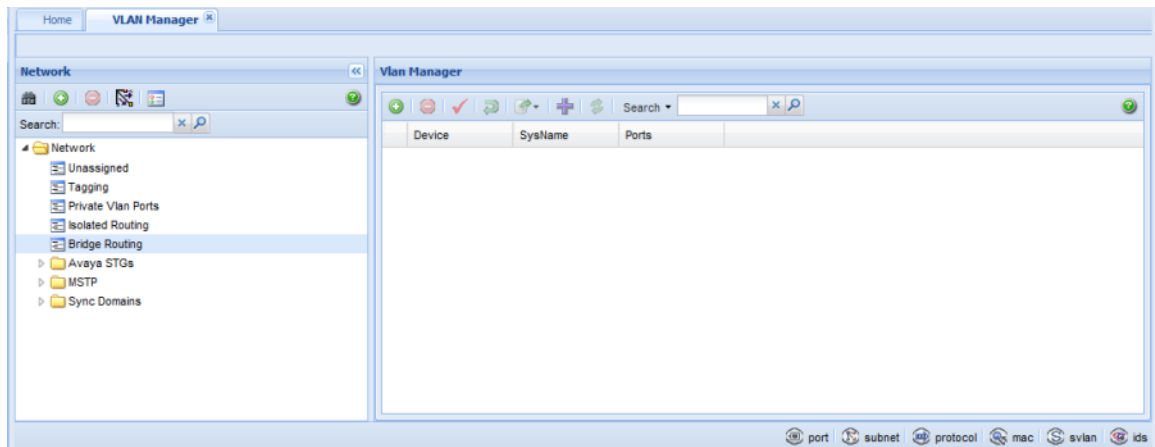 Home VLAN Manager
Network
Search:
Network
Unassigned
Tagging
Private Vlan Ports
Isolated Routing
Bridge Routing
Avaya STGs
MSTP
Sync Domains
Vlan Manager
Search
Device SysName Ports
port subnet protocol mac svlan ids